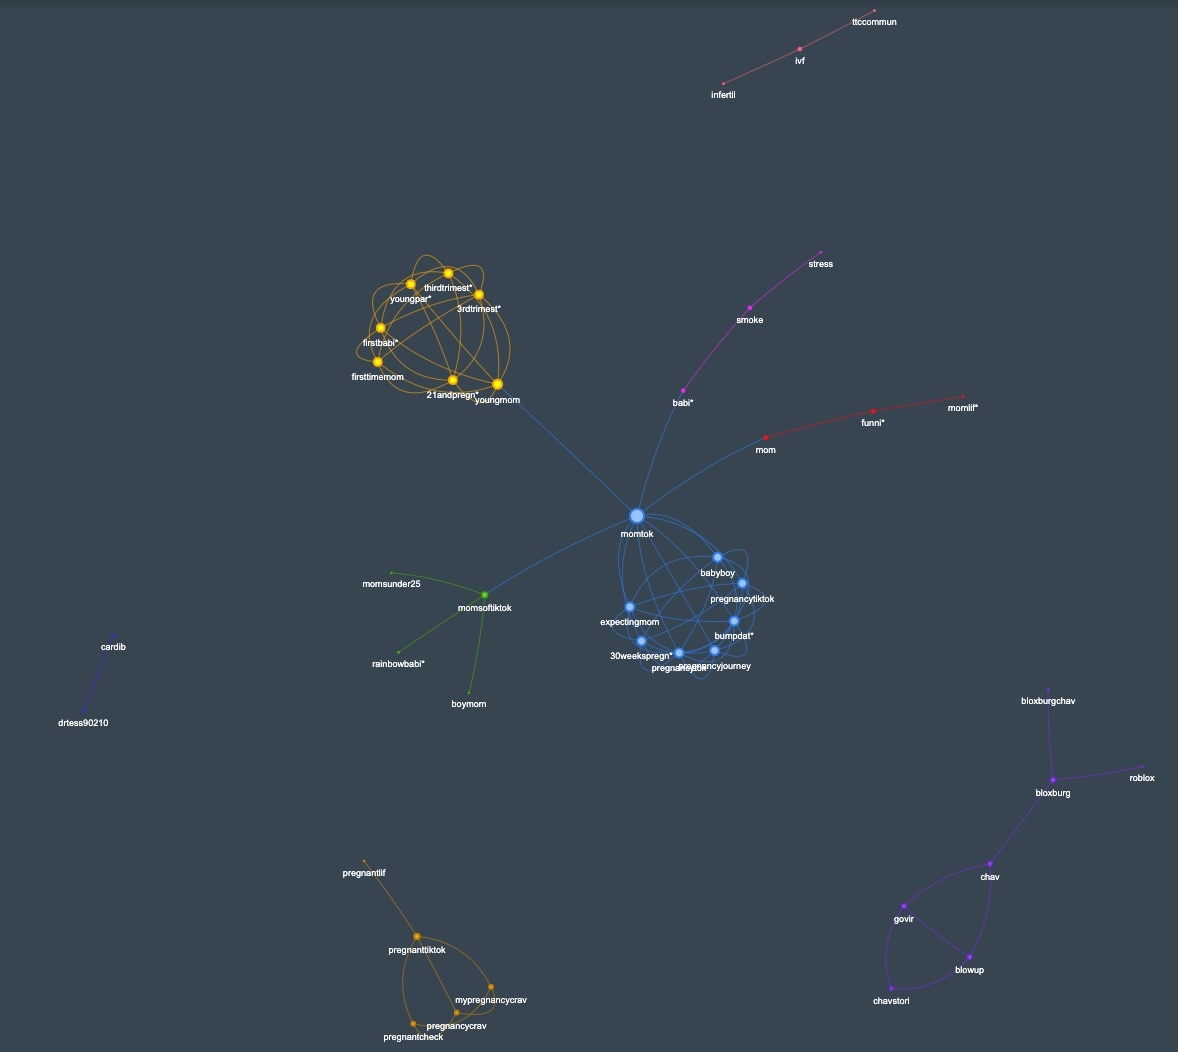 ttccommun
ivf
infertil
stress
thirdtrimest*
youngpar*
3rdtrimest*
smoke
firstbabi*
firsttimemom
21andpregn*
youngmom
babi*
momlif*
funni*
mom
momtok
babyboy
momsunder25
pregnancytiktok
momsoftiktok
expectingmom
bumpdat*
cardib
30weekspregn*
rainbowbabi*
pregnancytok
pregnancyjourney
boymom
bloxburgchav
drtess90210
roblox
bloxburg
pregnantlif
chav
govir
pregnanttiktok
blowup
mypregnancycrav
chavstori
pregnancycrav
pregnantcheck